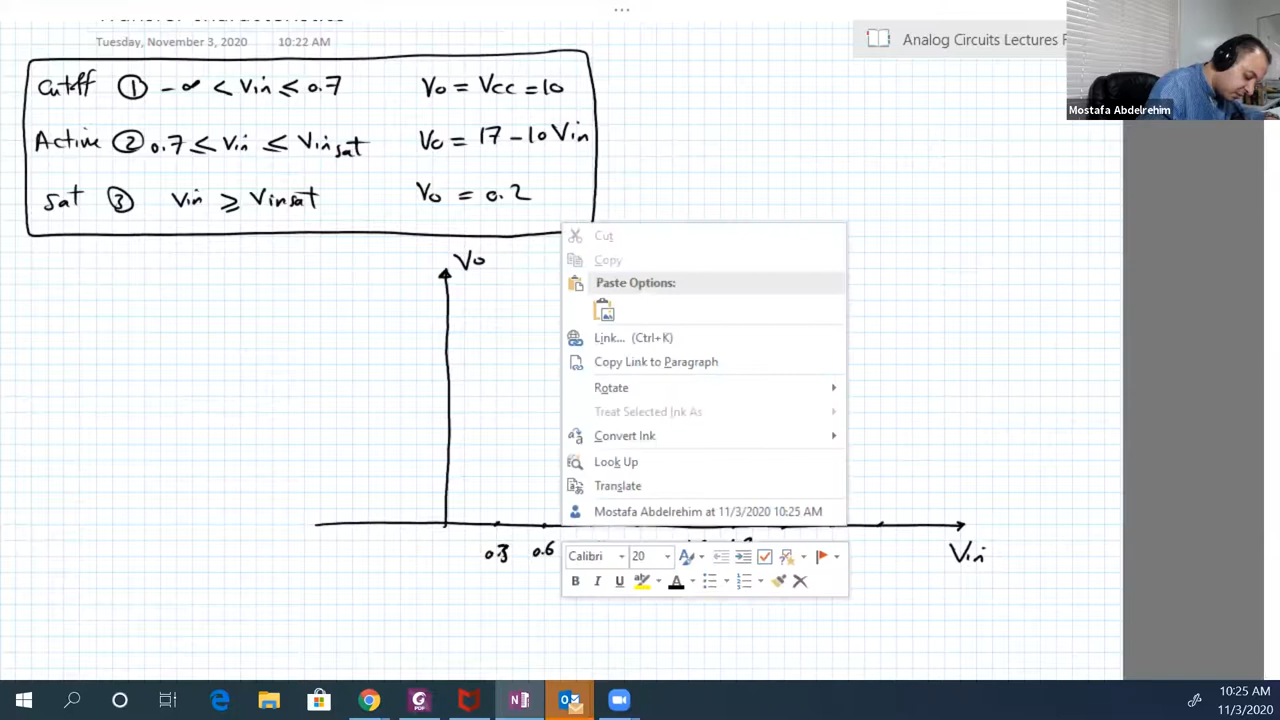 Tuesday, November 3, 2020 10:22 AM
Analog Circuits Lectures F
Mostafa Abdelrehim
Cutoff ① -∞ < Vin ≤ 0.7 Vo = Vcc = 10
Active ② 0.7 ≤ Vin ≤ Vinsat Vo = 17 - 10 Vin
sat ③ Vin ≥ Vinsat Vo = 0.2
Vo
Cut
Copy
Paste Options:
Link... (Ctrl+K)
Copy Link to Paragraph
Rotate
Treat Selected Ink As
Convert Ink
Look Up
Translate
Mostafa Abdelrehim at 11/3/2020 10:25 AM
0.3 0.6
Vin
Calibri 20
B I U ab A
10:25 AM
11/3/2020